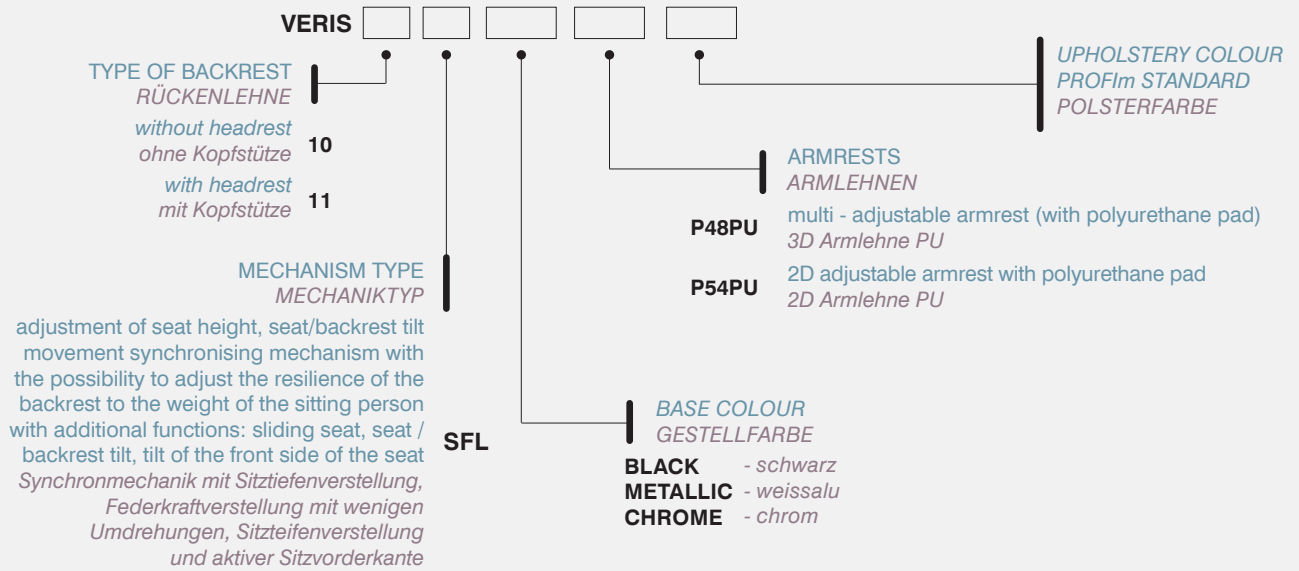 VERIS
TYPE OF BACKREST
RÜCKENLEHNE
without headrest
ohne Kopfstütze
10
with headrest
mit Kopfstütze
11
MECHANISM TYPE
MECHANIKTYP
adjustment of seat height, seat/backrest tilt
movement synchronising mechanism with
the possibility to adjust the resilience of the
backrest to the weight of the sitting person
with additional functions: sliding seat, seat /
backrest tilt, tilt of the front side of the seat
SFL
Synchronmechanik mit Sitztiefenverstellung,
Federkraftverstellung mit wenigen
Umdrehungen, Sitzteifenverstellung
und aktiver Sitzvorderkante
BASE COLOUR
GESTELLFARBE
BLACK - schwarz
METALLIC - weissalu
CHROME - chrom
ARMRESTS
ARMLEHNEN
P48PU multi - adjustable armrest (with polyurethane pad)
3D Armlehne PU
P54PU 2D adjustable armrest with polyurethane pad
2D Armlehne PU
UPHOLSTERY COLOUR
PROFIm STANDARD
POLSTERFARBE